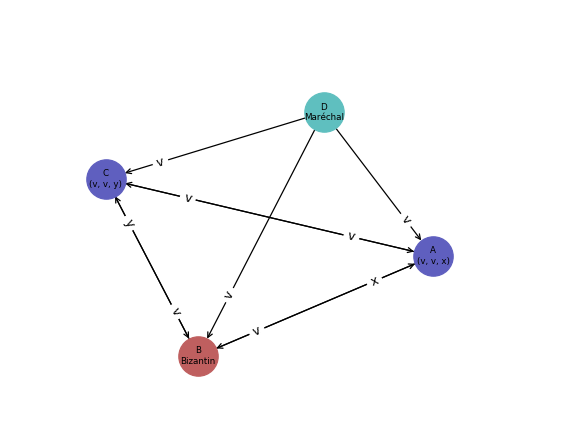 D
Maréchal
v
C
(v, v, y)
v
v
v
A
(v, v, x)
y
v
v
x
v
B
Bizantin